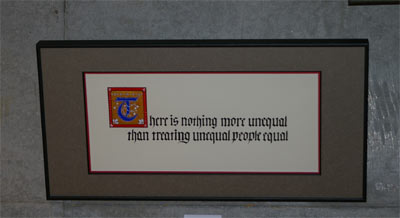 There is nothing more unequal
than treating unequal people equal